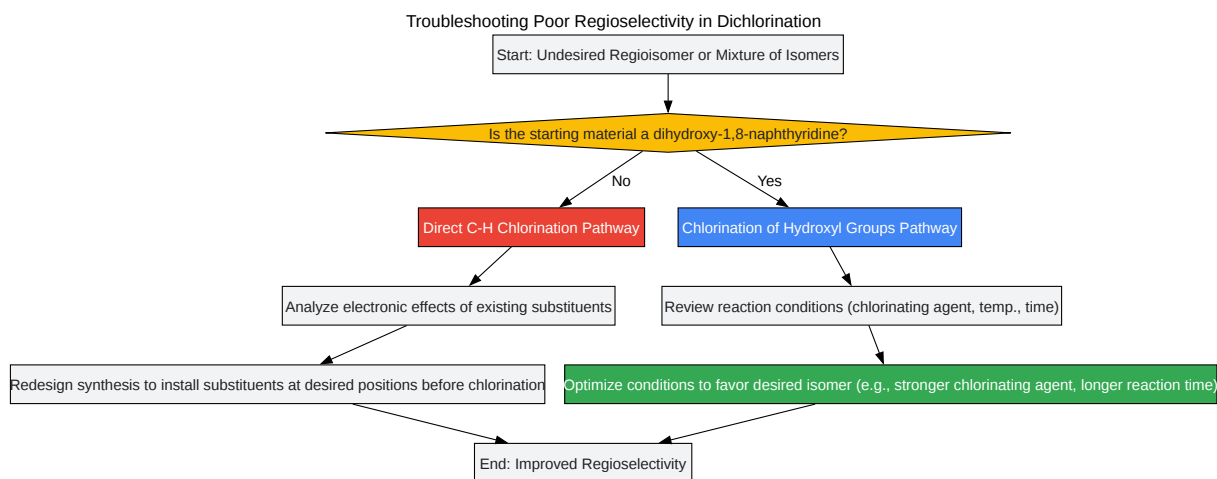 Troubleshooting Poor Regioselectivity in Dichlorination
Start: Undesired Regioisomer or Mixture of Isomers
Is the starting material a dihydroxy-1,8-naphthyridine?
No
Yes
Direct C-H Chlorination Pathway
Chlorination of Hydroxyl Groups Pathway
Analyze electronic effects of existing substituents
Review reaction conditions (chlorinating agent, temp., time)
Redesign synthesis to install substituents at desired positions before chlorination
Optimize conditions to favor desired isomer (e.g., stronger chlorinating agent, longer reaction time)
End: Improved Regioselectivity